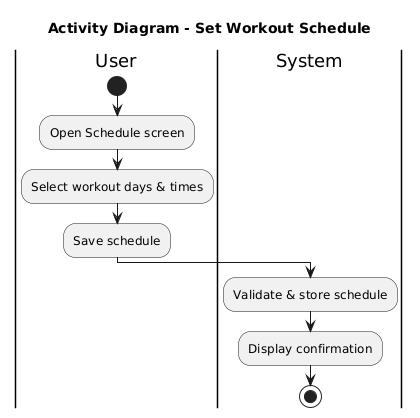 Activity Diagram - Set Workout Schedule
User
System
Open Schedule screen
Select workout days & times
Save schedule
Validate & store schedule
Display confirmation